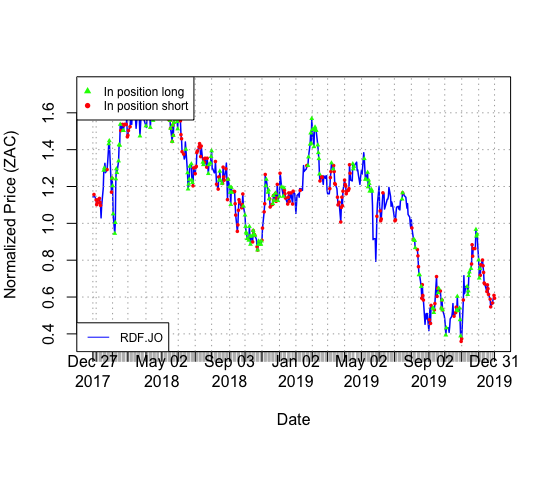 In position long
In position short
Normalized Price (ZAC)
1.6
1.4
1.2
1.0
0.8
0.6
0.4
RDF.JO
Dec 27 May 02 Sep 03 Jan 02 May 02 Sep 02 Dec 31
2017 2018 2018 2019 2019 2019 2019
Date